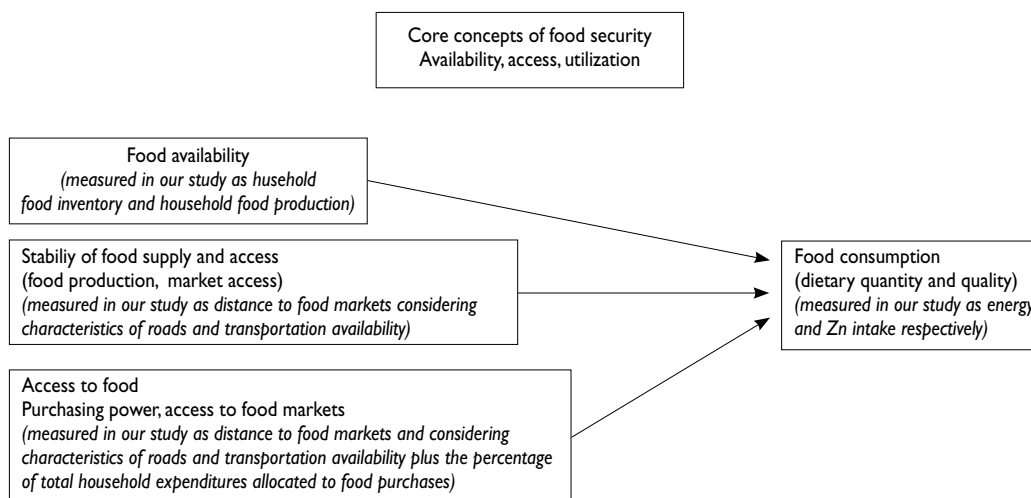 Core concepts of food security
Availability, access, utilization
Food availability
(measured in our study as husehold
food inventory and household food production)
Stabiliy of food supply and access
(food production, market access)
(measured in our study as distance to food markets considering
characteristics of roads and transportation availability)
Food consumption
(dietary quantity and quality)
(measured in our study as energy
and Zn intake respectively)
Access to food
Purchasing power, access to food markets
(measured in our study as distance to food markets and considering
characteristics of roads and transportation availability plus the percentage
of total household expenditures allocated to food purchases)